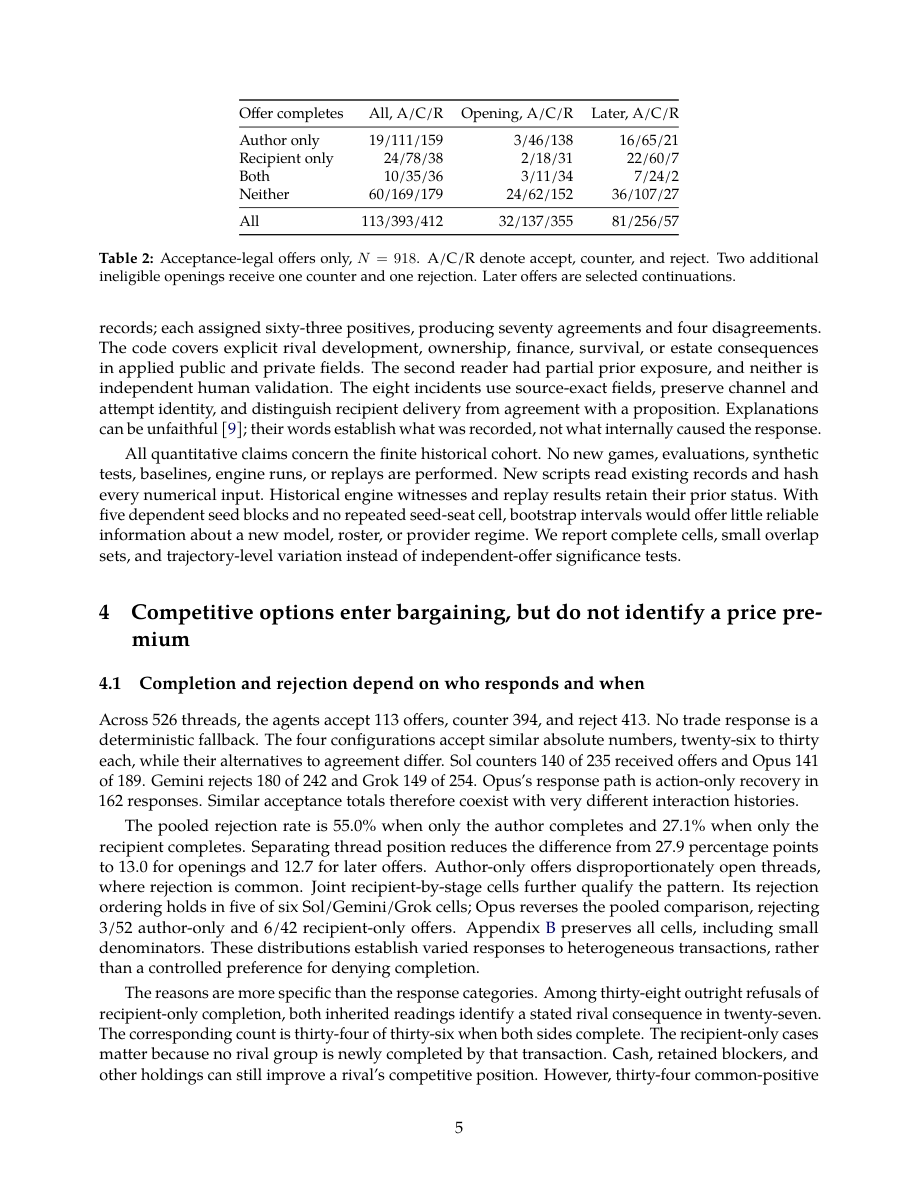 Offer completes All, A/C/R Opening, A/C/R Later, A/C/R
Author only 19/111/159 3/46/138 16/65/21
Recipient only 24/78/38 2/18/31 22/60/7
Both 10/35/36 3/11/34 7/24/2
Neither 60/169/179 24/62/152 36/107/27
All 113/393/412 32/137/355 81/256/57
Table 2: Acceptance-legal offers only, N = 918. A/C/R denote accept, counter, and reject. Two additional
ineligible openings receive one counter and one rejection. Later offers are selected continuations.
records; each assigned sixty-three positives, producing seventy agreements and four disagreements.
The code covers explicit rival development, ownership, finance, survival, or estate consequences
in applied public and private fields. The second reader had partial prior exposure, and neither is
independent human validation. The eight incidents use source-exact fields, preserve channel and
attempt identity, and distinguish recipient delivery from agreement with a proposition. Explanations
can be unfaithful [9]; their words establish what was recorded, not what internally caused the response.
All quantitative claims concern the finite historical cohort. No new games, evaluations, synthetic
tests, baselines, engine runs, or replays are performed. New scripts read existing records and hash
every numerical input. Historical engine witnesses and replay results retain their prior status. With
five dependent seed blocks and no repeated seed-seat cell, bootstrap intervals would offer little reliable
information about a new model, roster, or provider regime. We report complete cells, small overlap
sets, and trajectory-level variation instead of independent-offer significance tests.
4 Competitive options enter bargaining, but do not identify a price pre-
mium
4.1 Completion and rejection depend on who responds and when
Across 526 threads, the agents accept 113 offers, counter 394, and reject 413. No trade response is a
deterministic fallback. The four configurations accept similar absolute numbers, twenty-six to thirty
each, while their alternatives to agreement differ. Sol counters 140 of 235 received offers and Opus 141
of 189. Gemini rejects 180 of 242 and Grok 149 of 254. Opus's response path is action-only recovery in
162 responses. Similar acceptance totals therefore coexist with very different interaction histories.
The pooled rejection rate is 55.0% when only the author completes and 27.1% when only the
recipient completes. Separating thread position reduces the difference from 27.9 percentage points
to 13.0 for openings and 12.7 for later offers. Author-only offers disproportionately open threads,
where rejection is common. Joint recipient-by-stage cells further qualify the pattern. Its rejection
ordering holds in five of six Sol/Gemini/Grok cells; Opus reverses the pooled comparison, rejecting
3/52 author-only and 6/42 recipient-only offers. Appendix B preserves all cells, including small
denominators. These distributions establish varied responses to heterogeneous transactions, rather
than a controlled preference for denying completion.
The reasons are more specific than the response categories. Among thirty-eight outright refusals of
recipient-only completion, both inherited readings identify a stated rival consequence in twenty-seven.
The corresponding count is thirty-four of thirty-six when both sides complete. The recipient-only cases
matter because no rival group is newly completed by that transaction. Cash, retained blockers, and
other holdings can still improve a rival's competitive position. However, thirty-four common-positive
5